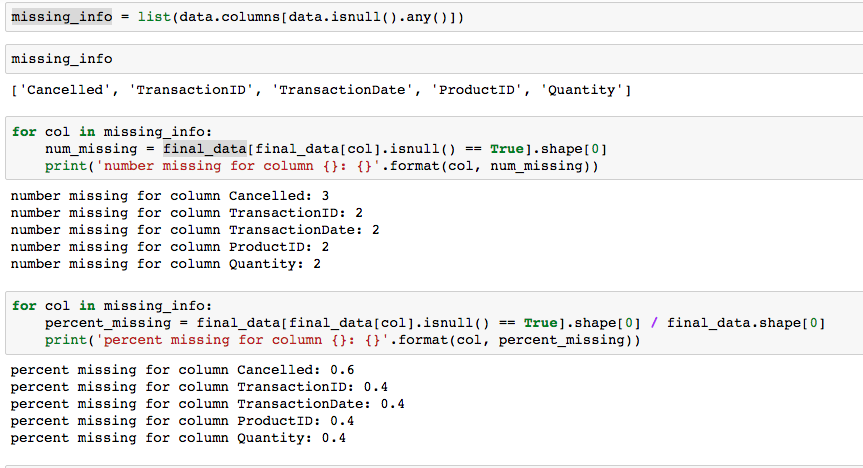 missing_info = list(data.columns[data.isnull().any()])
missing_info
['Cancelled', 'TransactionID', 'TransactionDate', 'ProductID', 'Quantity']
for col in missing_info:
    num_missing = final_data[final_data[col].isnull() == True].shape[0]
    print('number missing for column {}: {}'.format(col, num_missing))
number missing for column Cancelled: 3
number missing for column TransactionID: 2
number missing for column TransactionDate: 2
number missing for column ProductID: 2
number missing for column Quantity: 2
for col in missing_info:
    percent_missing = final_data[final_data[col].isnull() == True].shape[0] / final_data.shape[0]
    print('percent missing for column {}: {}'.format(col, percent_missing))
percent missing for column Cancelled: 0.6
percent missing for column TransactionID: 0.4
percent missing for column TransactionDate: 0.4
percent missing for column ProductID: 0.4
percent missing for column Quantity: 0.4